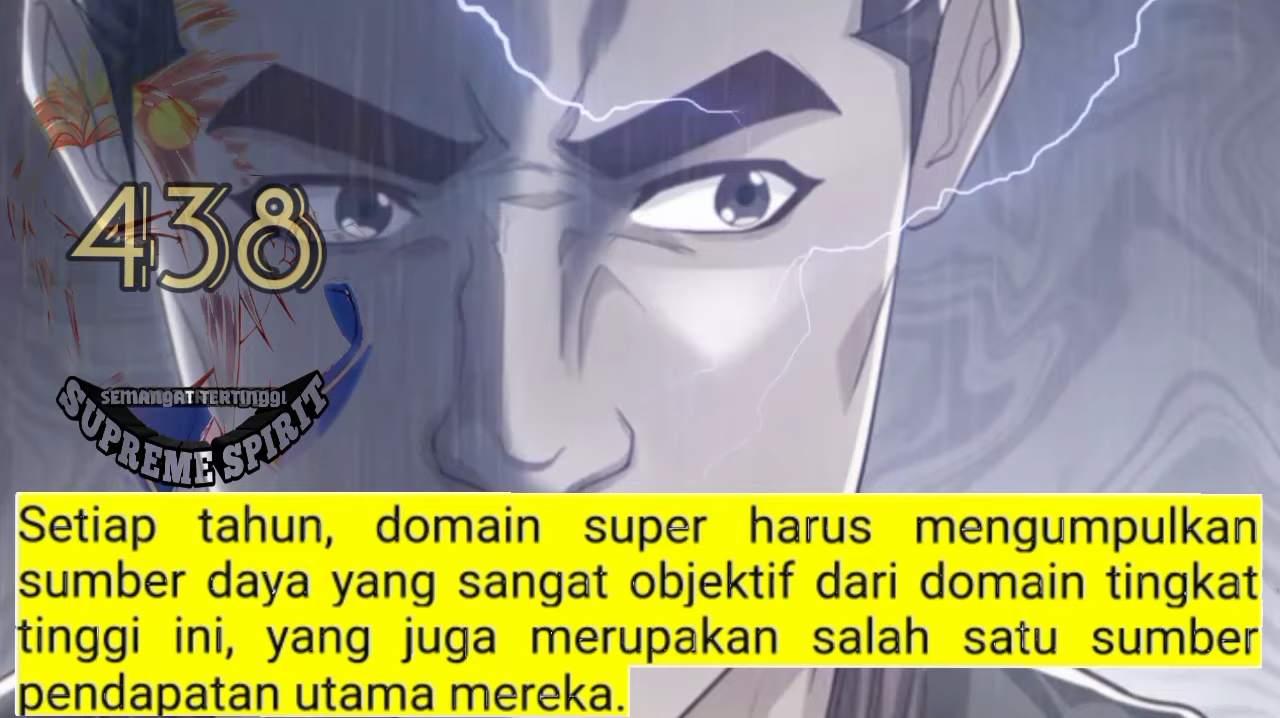 438
SEMANGAT TERTINGGI
SUPREME SPIRIT
Setiap tahun, domain super harus mengumpulkan
sumber daya yang sangat objektif dari domain tingkat
tinggi ini, yang juga merupakan salah satu sumber
pendapatan utama mereka.